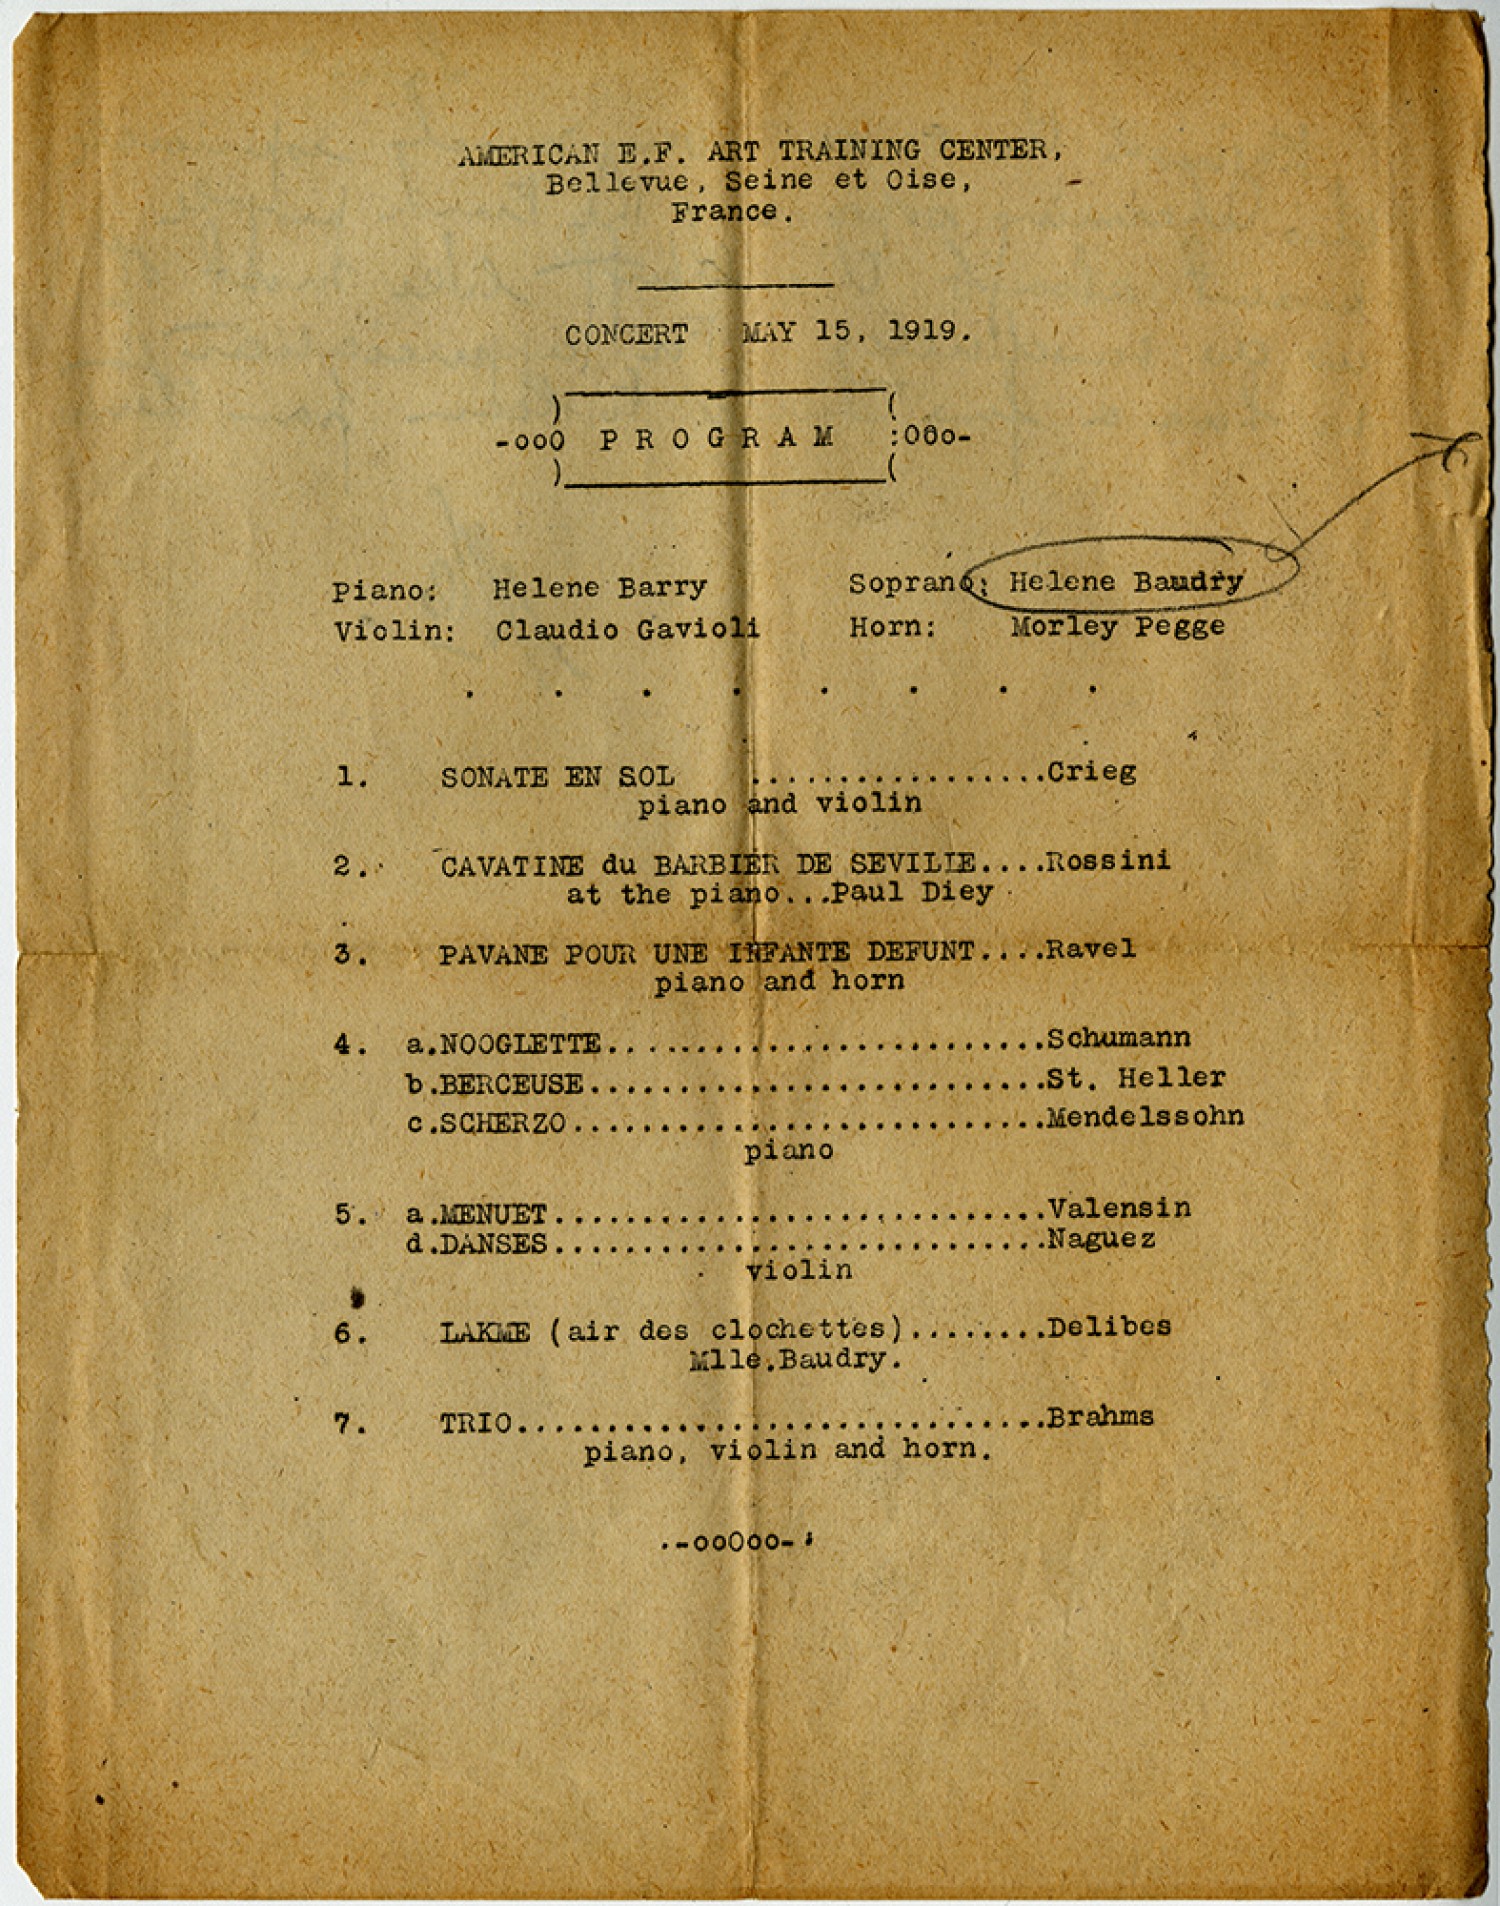 AMERICAN E.F. ART TRAINING CENTER,
Bellevue, Seine et Oise,
France.
CONCERT MAY 15, 1919.
-ooO PROGRAM :OOo-
Piano: Helene Barry Soprano: Helene Baudry
Violin: Claudio Gavioli Horn: Morley Pegge
. . . . . . . .
1. SONATE EN SOL .................Crieg
piano and violin
2. CAVATINE du BARBIER DE SEVILLE....Rossini
at the piano...Paul Diey
3. PAVANE POUR UNE INFANTE DEFUNT....Ravel
piano and horn
4. a.NOOGLETTE.........................Schumann
b.BERCEUSE..........................St. Heller
c.SCHERZO...........................Mendelssohn
piano
5. a.MENUET............................Valensin
d.DANSES............................Naguez
violin
6. LAKME (air des clochettes)........Delibes
Mlle.Baudry.
7. TRIO..............................Brahms
piano, violin and horn.
.-ooOoo-'